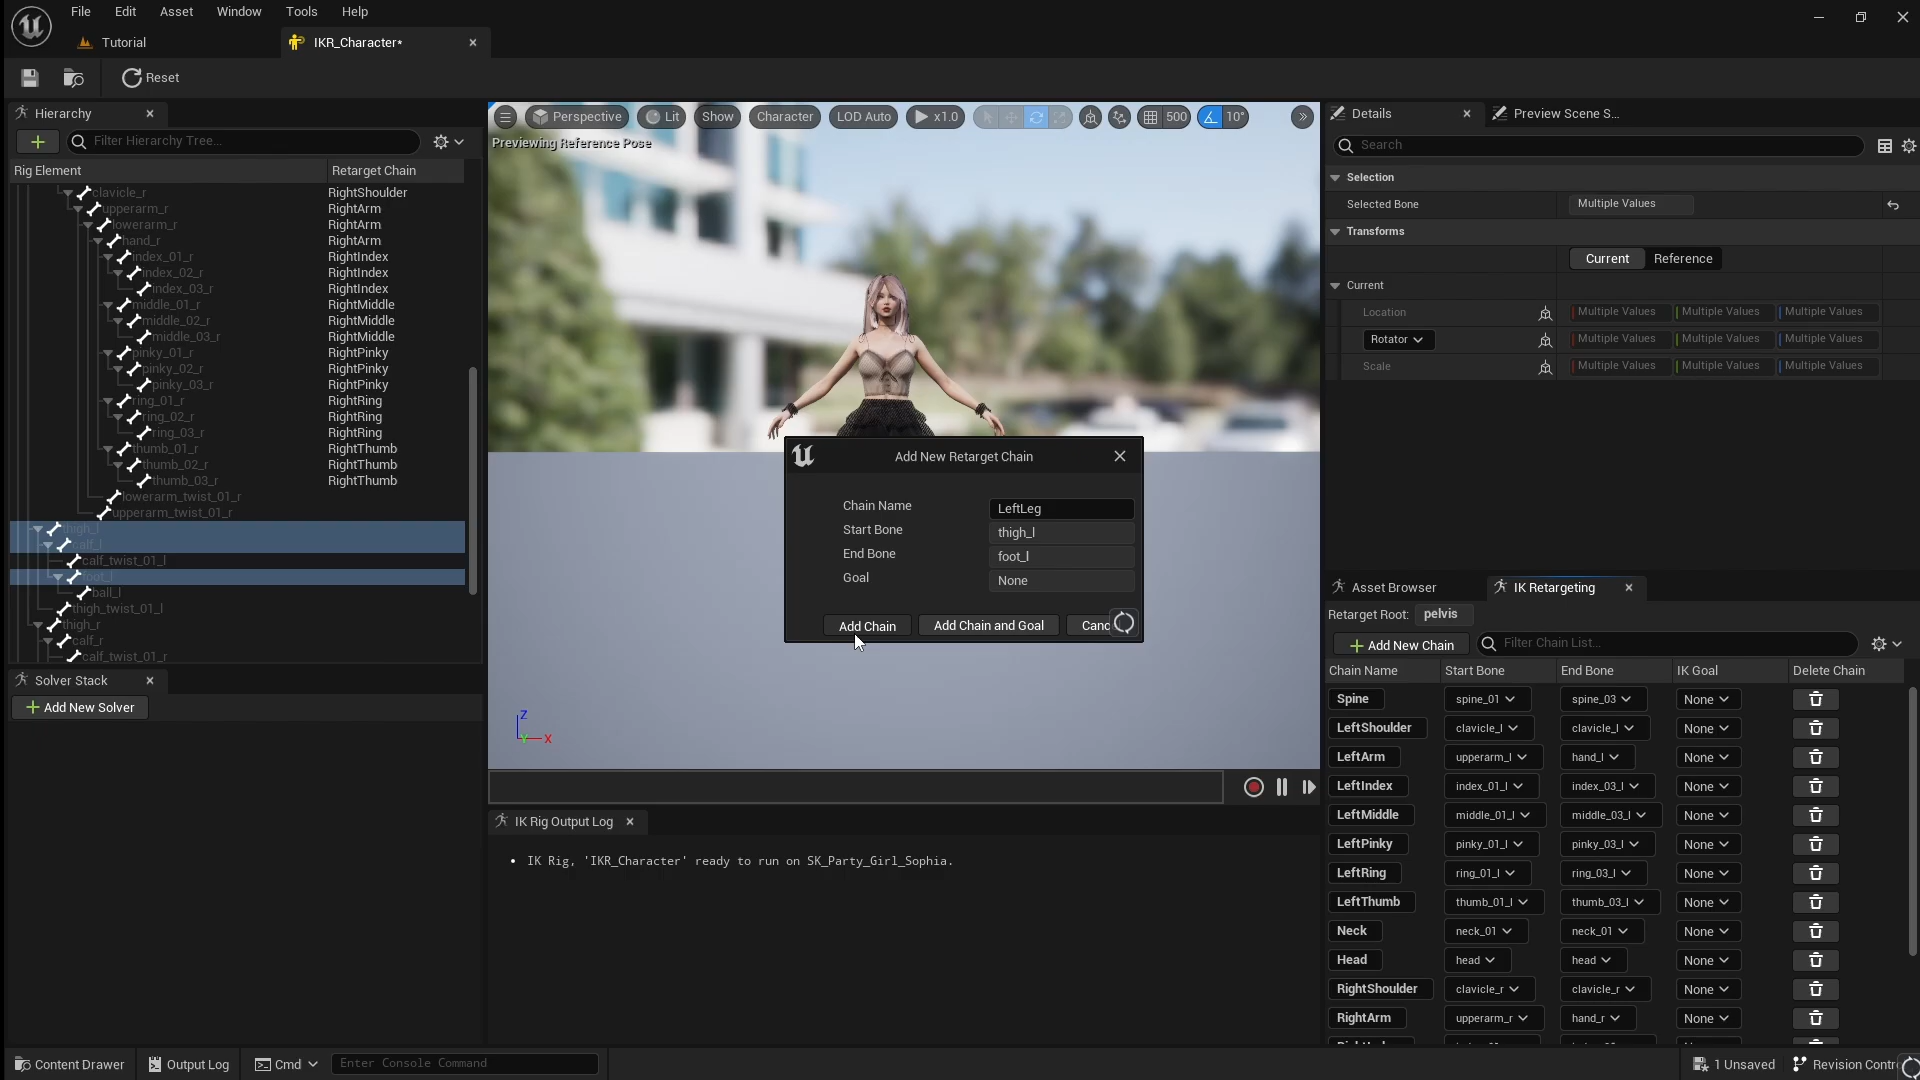 File Edit Asset Window Tools Help
Tutorial
IKR_Character*
Reset
Hierarchy
Filter Hierarchy Tree...
Rig Element Retarget Chain
clavicle_r RightShoulder
upperarm_r RightArm
lowerarm_r RightArm
hand_r RightArm
index_01_r RightIndex
index_02_r RightIndex
index_03_r RightIndex
middle_01_r RightMiddle
middle_02_r RightMiddle
middle_03_r RightMiddle
pinky_01_r RightPinky
pinky_02_r RightPinky
pinky_03_r RightPinky
ring_01_r RightRing
ring_02_r RightRing
ring_03_r RightRing
thumb_01_r RightThumb
thumb_02_r RightThumb
thumb_03_r RightThumb
lowerarm_twist_01_r
upperarm_twist_01_r
thigh_l
calf_l
calf_twist_01_l
foot_l
ball_l
thigh_twist_01_l
thigh_r
calf_r
calf_twist_01_r
Solver Stack
Add New Solver
Perspective Lit Show Character LOD Auto x1.0 500 10°
Previewing Reference Pose
Z
Y X
Add New Retarget Chain
Chain Name LeftLeg
Start Bone thigh_l
End Bone foot_l
Goal None
Add Chain Add Chain and Goal Canc
IK Rig Output Log
• IK Rig, 'IKR_Character' ready to run on SK_Party_Girl_Sophia.
Details
Preview Scene S...
Search
Selection
Selected Bone Multiple Values
Transforms
Current Reference
Current
Location Multiple Values Multiple Values Multiple Values
Rotator Multiple Values Multiple Values Multiple Values
Scale Multiple Values Multiple Values Multiple Values
Asset Browser
IK Retargeting
Retarget Root: pelvis
Add New Chain
Filter Chain List...
Chain Name Start Bone End Bone IK Goal Delete Chain
Spine spine_01 spine_03 None
LeftShoulder clavicle_l clavicle_l None
LeftArm upperarm_l hand_l None
LeftIndex index_01_l index_03_l None
LeftMiddle middle_01_l middle_03_l None
LeftPinky pinky_01_l pinky_03_l None
LeftRing ring_01_l ring_03_l None
LeftThumb thumb_01_l thumb_03_l None
Neck neck_01 neck_01 None
Head head head None
RightShoulder clavicle_r clavicle_r None
RightArm upperarm_r hand_r None
Content Drawer Output Log Cmd Enter Console Command
1 Unsaved Revision Contr